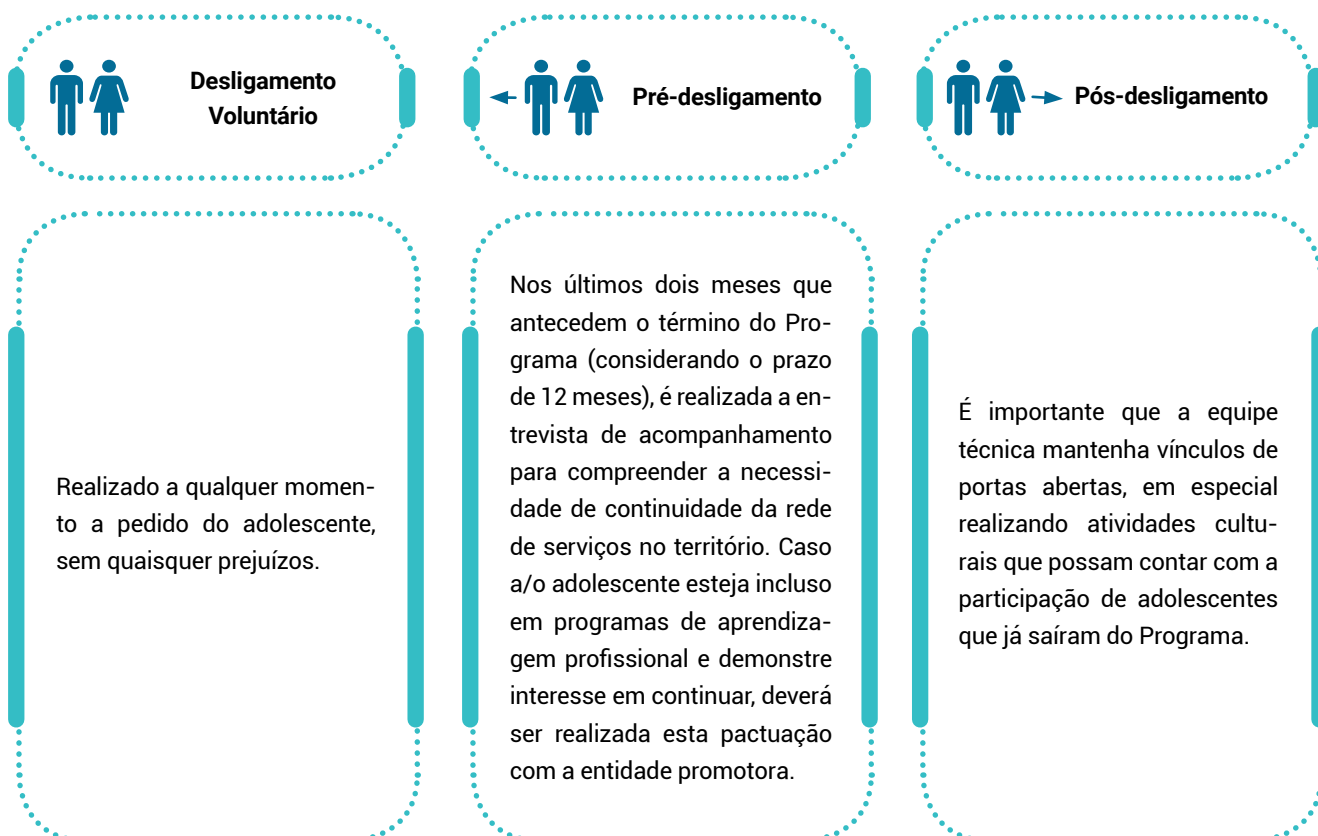 Desligamento
Voluntário
Pré-desligamento
Pós-desligamento
Realizado a qualquer momen-
to a pedido do adolescente,
sem quaisquer prejuízos.
Nos últimos dois meses que
antecedem o término do Pro-
grama (considerando o prazo
de 12 meses), é realizada a en-
trevista de acompanhamento
para compreender a necessi-
dade de continuidade da rede
de serviços no território. Caso
a/o adolescente esteja incluso
em programas de aprendiza-
gem profissional e demonstre
interesse em continuar, deverá
ser realizada esta pactuação
com a entidade promotora.
É importante que a equipe
técnica mantenha vínculos de
portas abertas, em especial
realizando atividades cultu-
rais que possam contar com a
participação de adolescentes
que já saíram do Programa.